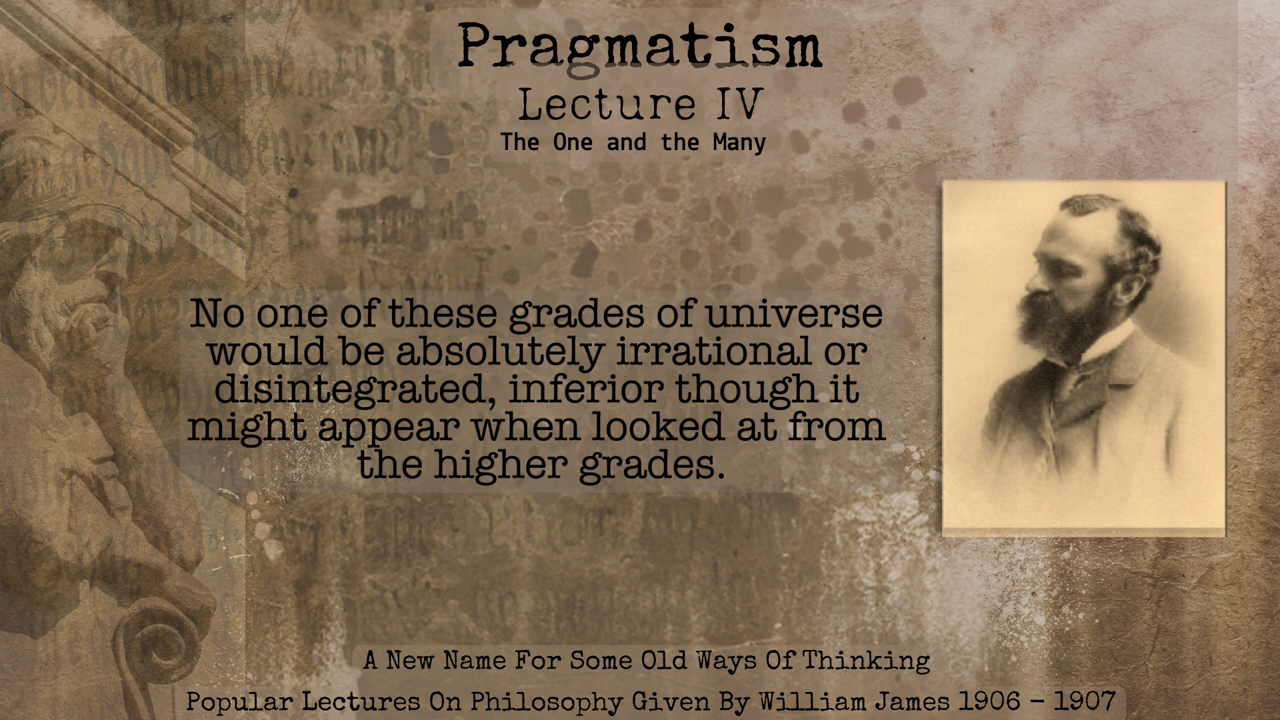 Pragmatism
Lecture IV
The One and the Many
No one of these grades of universe
would be absolutely irrational or
disintegrated, inferior though it
might appear when looked at from
the higher grades.
A New Name For Some Old Ways Of Thinking
Popular Lectures On Philosophy Given By William James 1906 - 1907